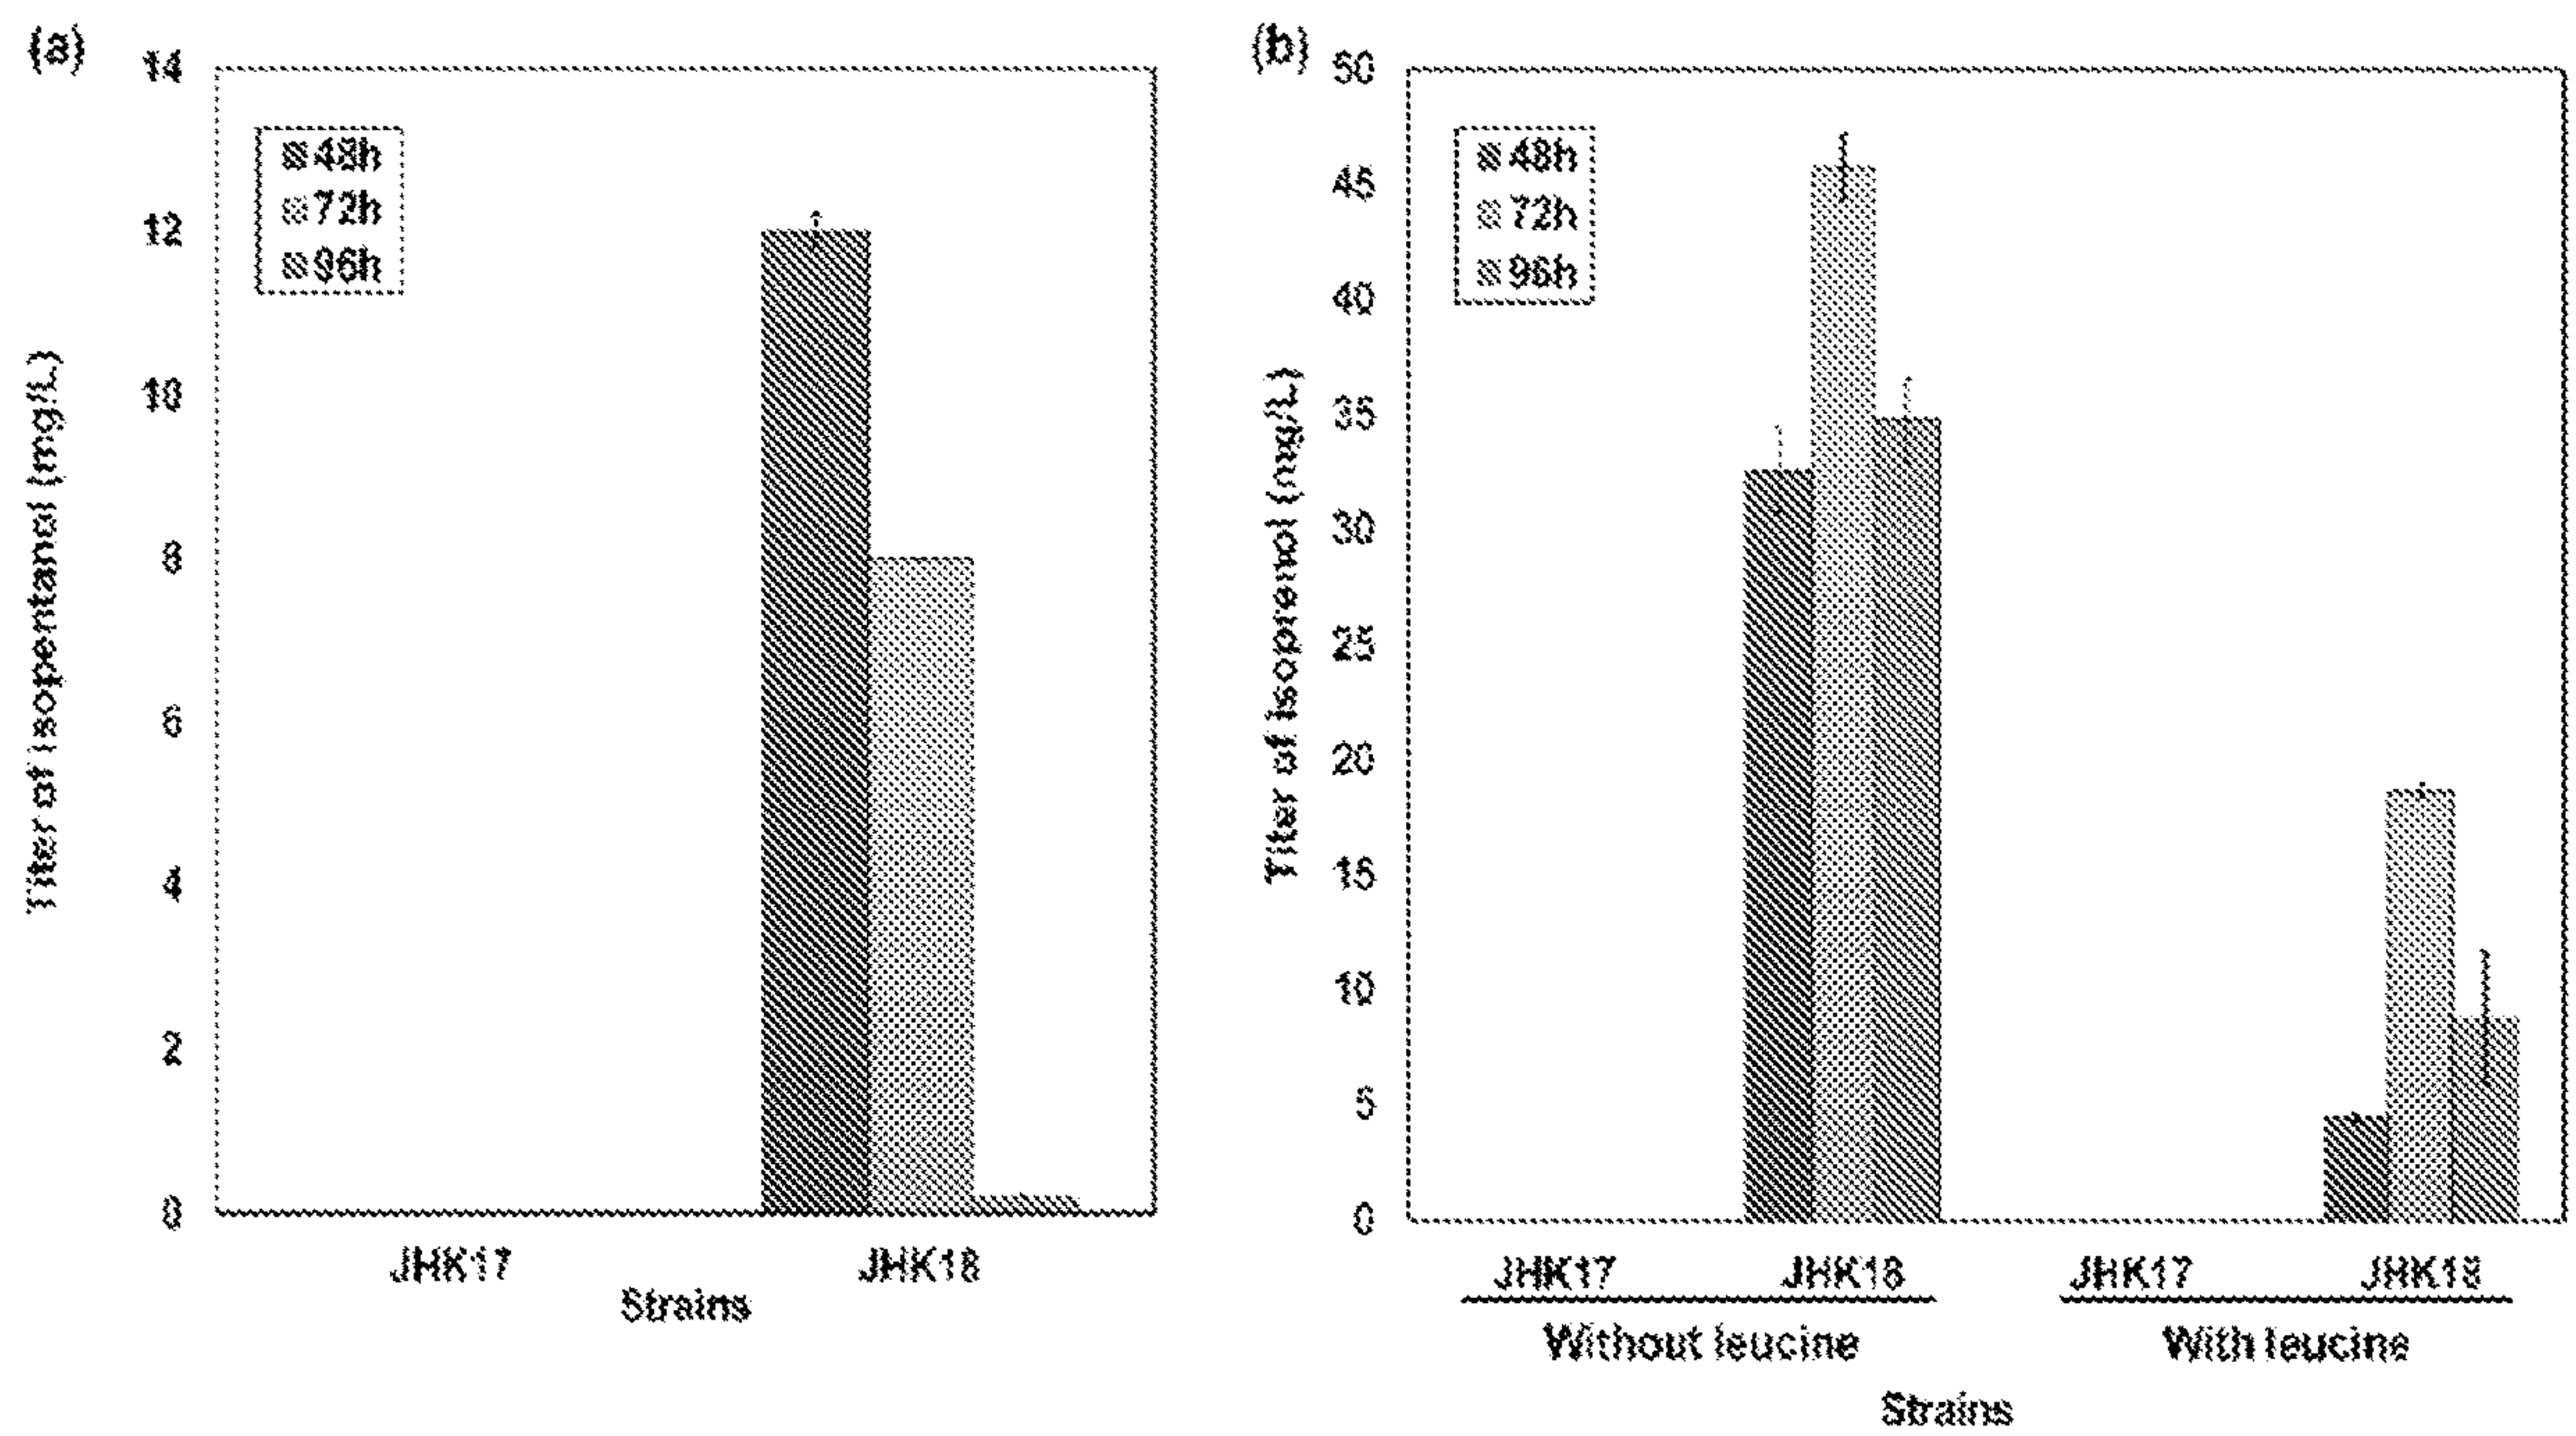 (a)
Titer of isopentanol (mg/L)
14
12
10
8
6
4
2
0
48h
72h
96h
JHK17 JHK18
Strains
(b)
Titer of isoprenol (mg/L)
50
45
40
35
30
25
20
15
10
5
0
48h
72h
96h
JHK17 JHK18 JHK17 JHK18
Without leucine With leucine
Strains